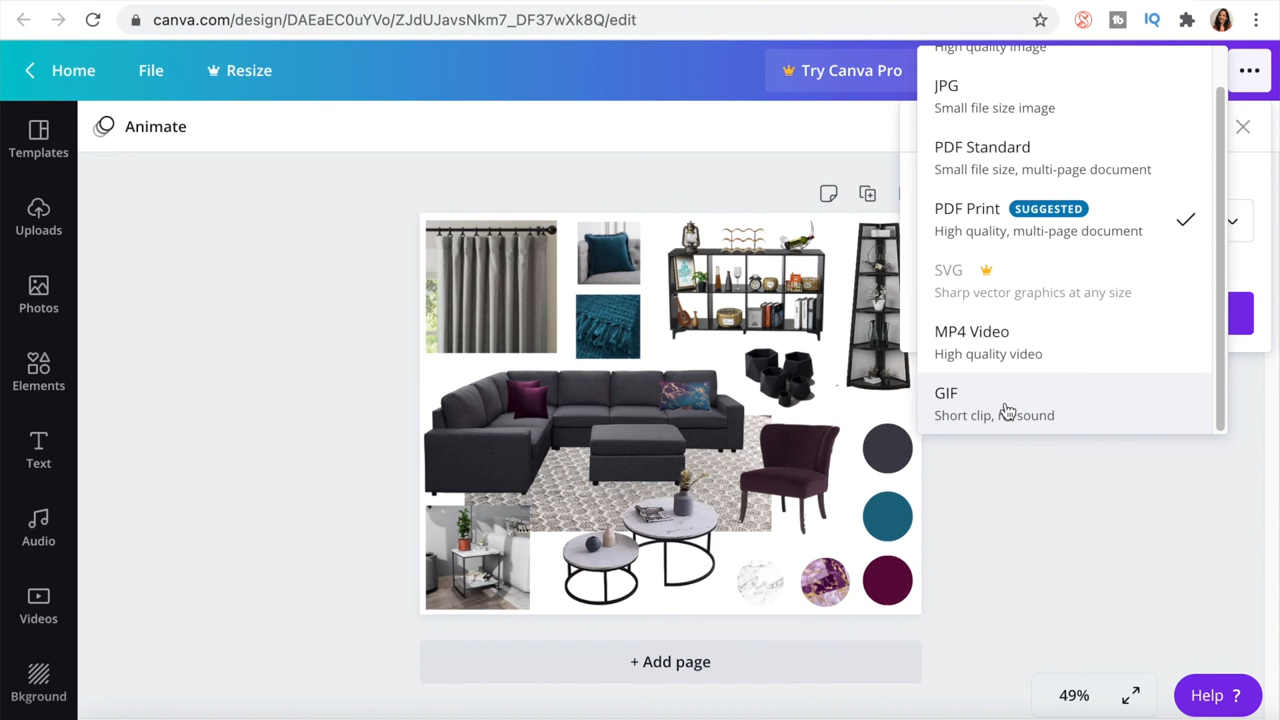 canva.com/design/DAEaEC0uYVo/ZJdUJavsNkm7_DF37wXk8Q/edit
Home
File
Resize
Try Canva Pro
Animate
Templates
Uploads
Photos
Elements
Text
Audio
Videos
Bkground
High quality image
JPG
Small file size image
PDF Standard
Small file size, multi-page document
PDF Print SUGGESTED
High quality, multi-page document
SVG
Sharp vector graphics at any size
MP4 Video
High quality video
GIF
Short clip, sound
+ Add page
49%
Help ?